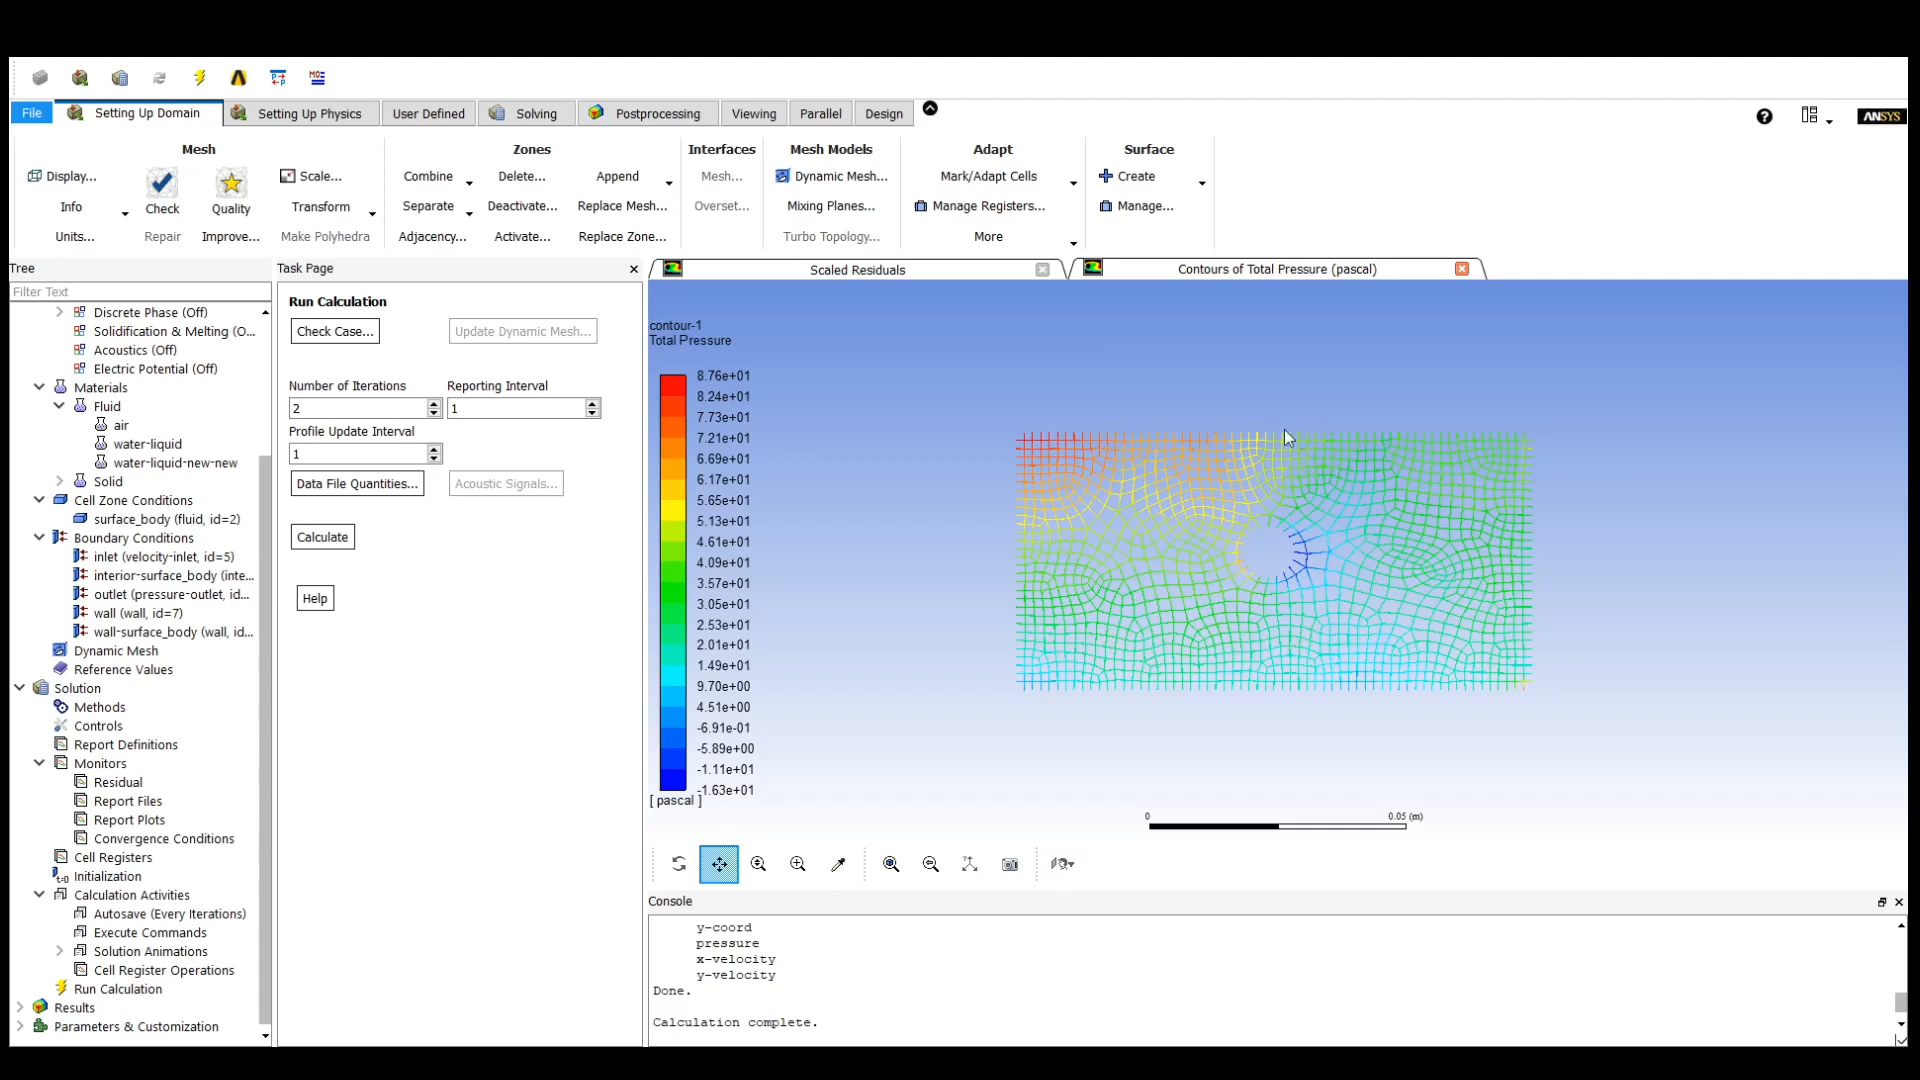 File
Setting Up Domain
Setting Up Physics
User Defined
Solving
Postprocessing
Viewing
Parallel
Design
ANSYS
Mesh
Display...
Info
Units...
Check
Repair
Quality
Improve...
Scale...
Transform
Make Polyhedra
Zones
Combine
Separate
Adjacency...
Delete...
Deactivate...
Activate...
Append
Replace Mesh...
Replace Zone...
Interfaces
Mesh...
Overset...
Mesh Models
Dynamic Mesh...
Mixing Planes...
Turbo Topology...
Adapt
Mark/Adapt Cells
Manage Registers...
More
Surface
Create
Manage...
Tree
Filter Text
Discrete Phase (Off)
Solidification & Melting (O...
Acoustics (Off)
Electric Potential (Off)
Materials
Fluid
air
water-liquid
water-liquid-new-new
Solid
Cell Zone Conditions
surface_body (fluid, id=2)
Boundary Conditions
inlet (velocity-inlet, id=5)
interior-surface_body (inte...
outlet (pressure-outlet, id...
wall (wall, id=7)
wall-surface_body (wall, id...
Dynamic Mesh
Reference Values
Solution
Methods
Controls
Report Definitions
Monitors
Residual
Report Files
Report Plots
Convergence Conditions
Cell Registers
Initialization
Calculation Activities
Autosave (Every Iterations)
Execute Commands
Solution Animations
Cell Register Operations
Run Calculation
Results
Parameters & Customization
Task Page
Run Calculation
Check Case...
Update Dynamic Mesh...
Number of Iterations
Reporting Interval
2
1
Profile Update Interval
1
Data File Quantities...
Acoustic Signals...
Calculate
Help
Scaled Residuals
Contours of Total Pressure (pascal)
contour-1
Total Pressure
8.76e+01
8.24e+01
7.73e+01
7.21e+01
6.69e+01
6.17e+01
5.65e+01
5.13e+01
4.61e+01
4.09e+01
3.57e+01
3.05e+01
2.53e+01
2.01e+01
1.49e+01
9.70e+00
4.51e+00
-6.91e-01
-5.89e+00
-1.11e+01
-1.63e+01
[ pascal ]
0
0.05 (m)
Console
y-coord
pressure
x-velocity
y-velocity
Done.
Calculation complete.